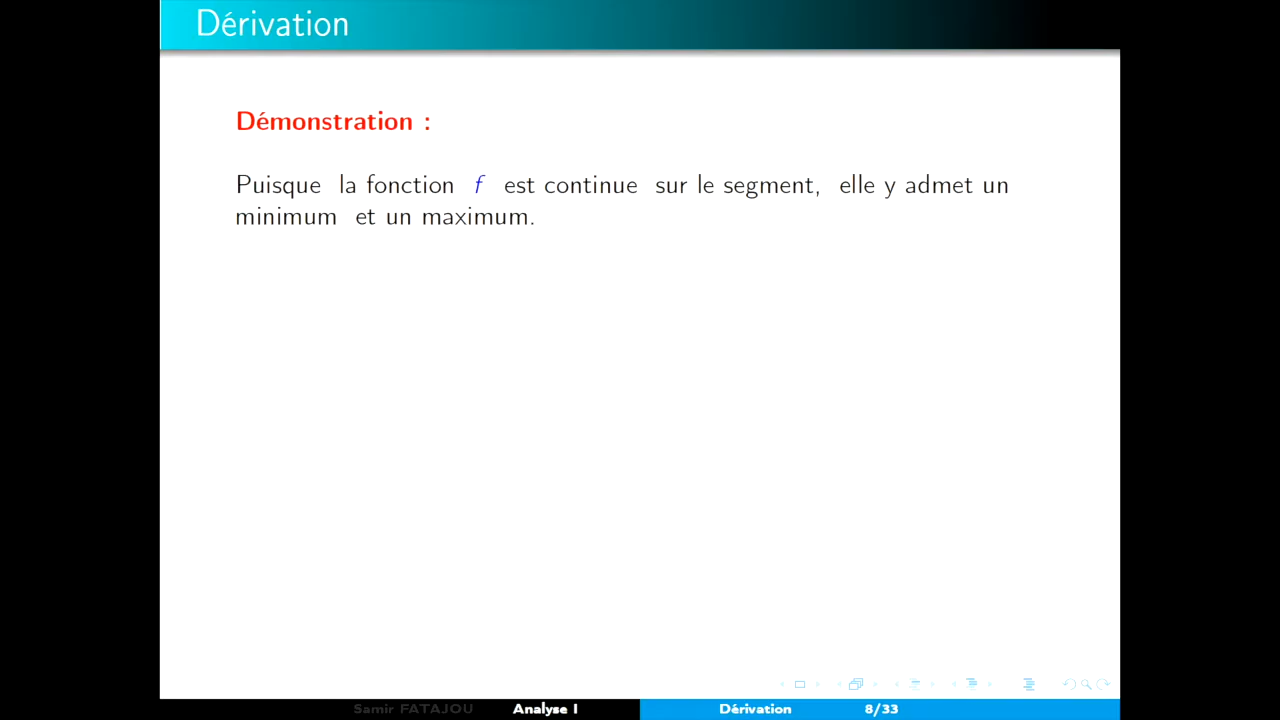 Dérivation
Démonstration :
Puisque la fonction f est continue sur le segment, elle y admet un
minimum et un maximum.
Samir FATAJOU Analyse I Dérivation 8/33